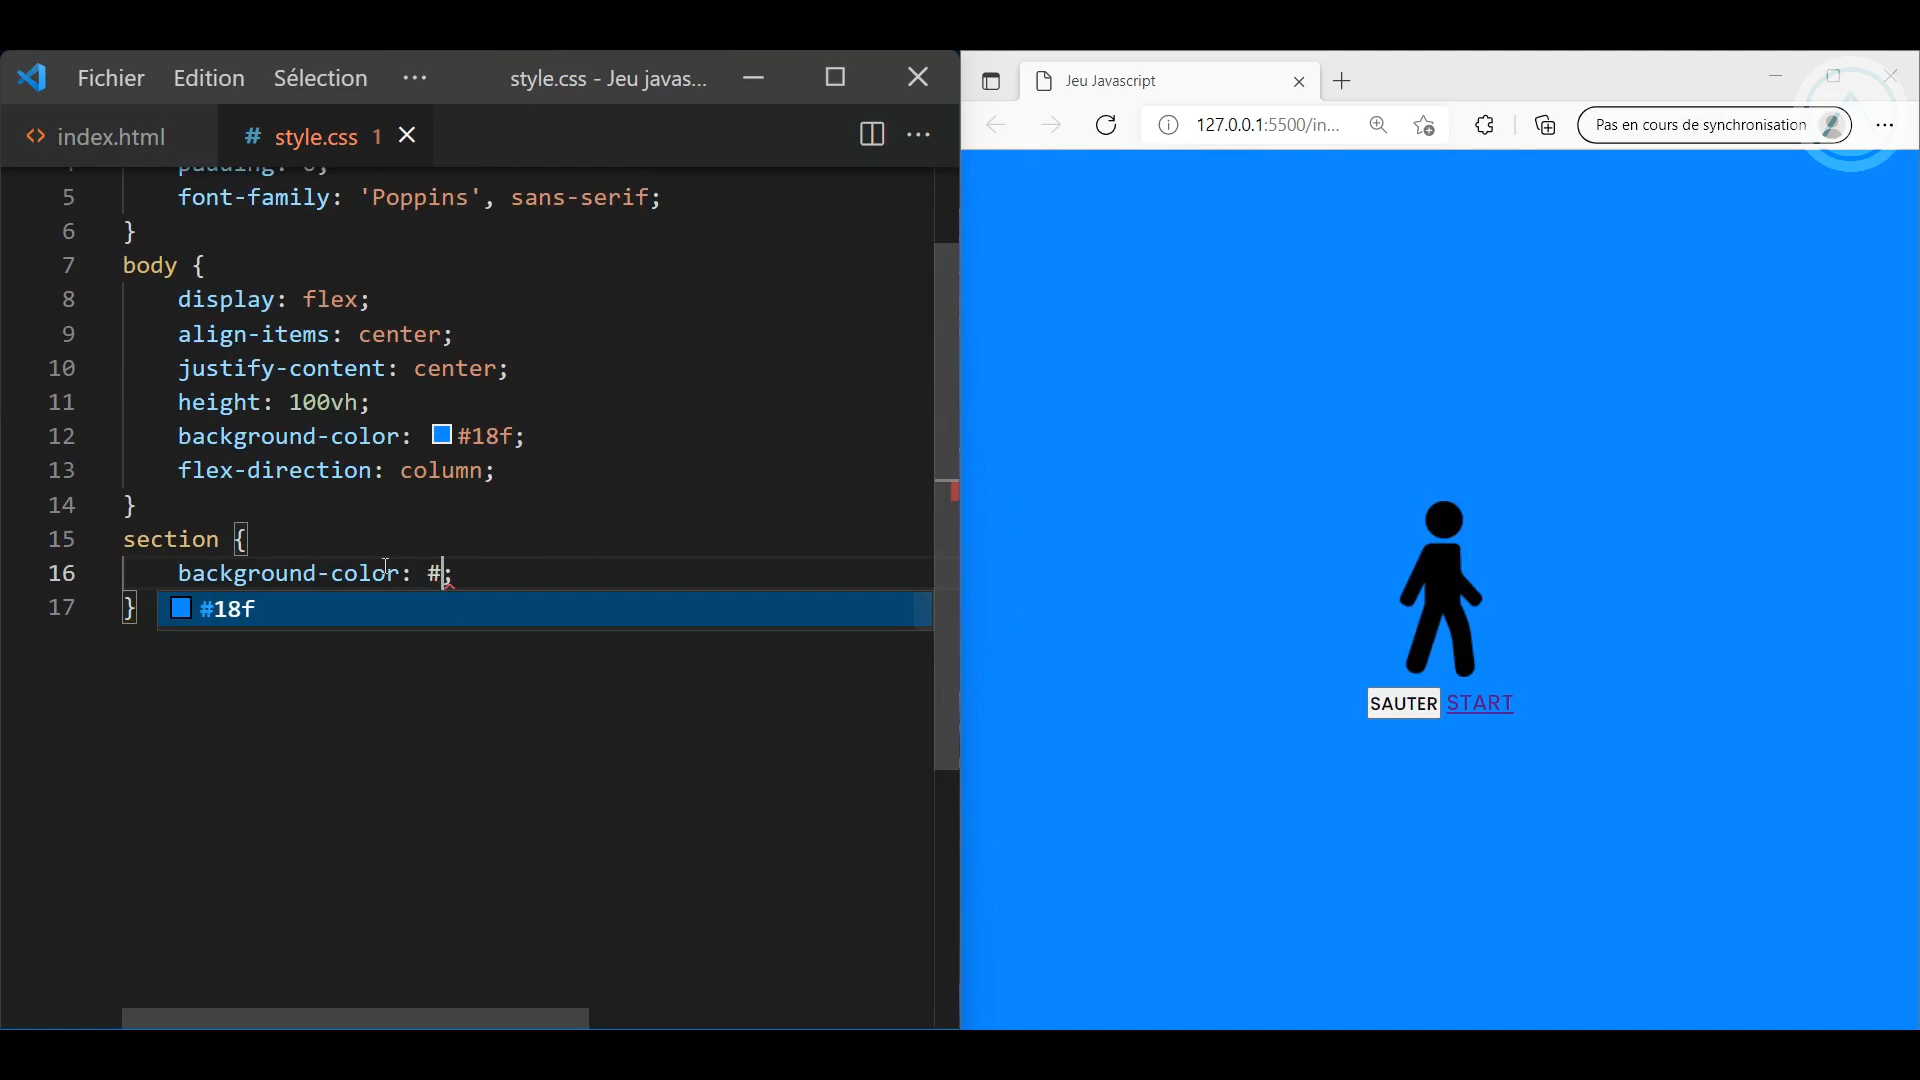 Fichier Edition Sélection ··· style.css - Jeu javas...
<> index.html # style.css 1
padding: 0;
5 font-family: 'Poppins', sans-serif;
6 }
7 body {
8 display: flex;
9 align-items: center;
10 justify-content: center;
11 height: 100vh;
12 background-color: #18f;
13 flex-direction: column;
14 }
15 section {
16 background-color: #;
17 }
#18f
Jeu Javascript
127.0.0.1:5500/in...
Pas en cours de synchronisation
SAUTER START